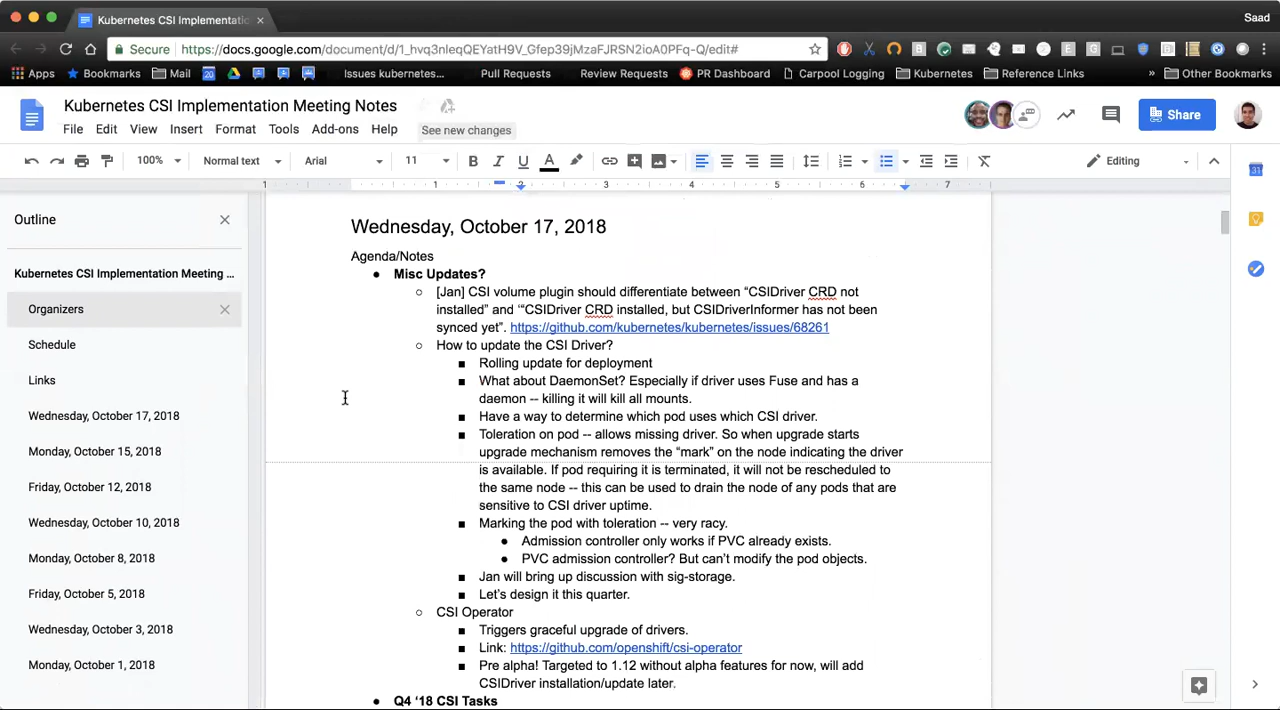 Kubernetes CSI Implementatio
Saad
Secure
https://docs.google.com/document/d/1_hvq3nleqQEYatH9V_Gfep39jMzaFJRSN2ioA0PFq-Q/edit#
Apps
Bookmarks
Mail
Issues kubernetes...
Pull Requests
Review Requests
PR Dashboard
Carpool Logging
Kubernetes
Reference Links
»
Other Bookmarks
Kubernetes CSI Implementation Meeting Notes
File Edit View Insert Format Tools Add-ons Help
See new changes
Share
100%
Normal text
Arial
11
B I U A
Editing
1 1 2 3 4 5 6 7
Outline
Kubernetes CSI Implementation Meeting ...
Organizers
Schedule
Links
Wednesday, October 17, 2018
Monday, October 15, 2018
Friday, October 12, 2018
Wednesday, October 10, 2018
Monday, October 8, 2018
Friday, October 5, 2018
Wednesday, October 3, 2018
Monday, October 1, 2018
Wednesday, October 17, 2018
Agenda/Notes
● Misc Updates?
○ [Jan] CSI volume plugin should differentiate between “CSIDriver CRD not
installed” and ‘“CSIDriver CRD installed, but CSIDriverInformer has not been
synced yet”. https://github.com/kubernetes/kubernetes/issues/68261
○ How to update the CSI Driver?
■ Rolling update for deployment
■ What about DaemonSet? Especially if driver uses Fuse and has a
daemon -- killing it will kill all mounts.
■ Have a way to determine which pod uses which CSI driver.
■ Toleration on pod -- allows missing driver. So when upgrade starts
upgrade mechanism removes the “mark” on the node indicating the driver
is available. If pod requiring it is terminated, it will not be rescheduled to
the same node -- this can be used to drain the node of any pods that are
sensitive to CSI driver uptime.
■ Marking the pod with toleration -- very racy.
● Admission controller only works if PVC already exists.
● PVC admission controller? But can’t modify the pod objects.
■ Jan will bring up discussion with sig-storage.
■ Let’s design it this quarter.
○ CSI Operator
■ Triggers graceful upgrade of drivers.
■ Link: https://github.com/openshift/csi-operator
■ Pre alpha! Targeted to 1.12 without alpha features for now, will add
CSIDriver installation/update later.
● Q4 ‘18 CSI Tasks